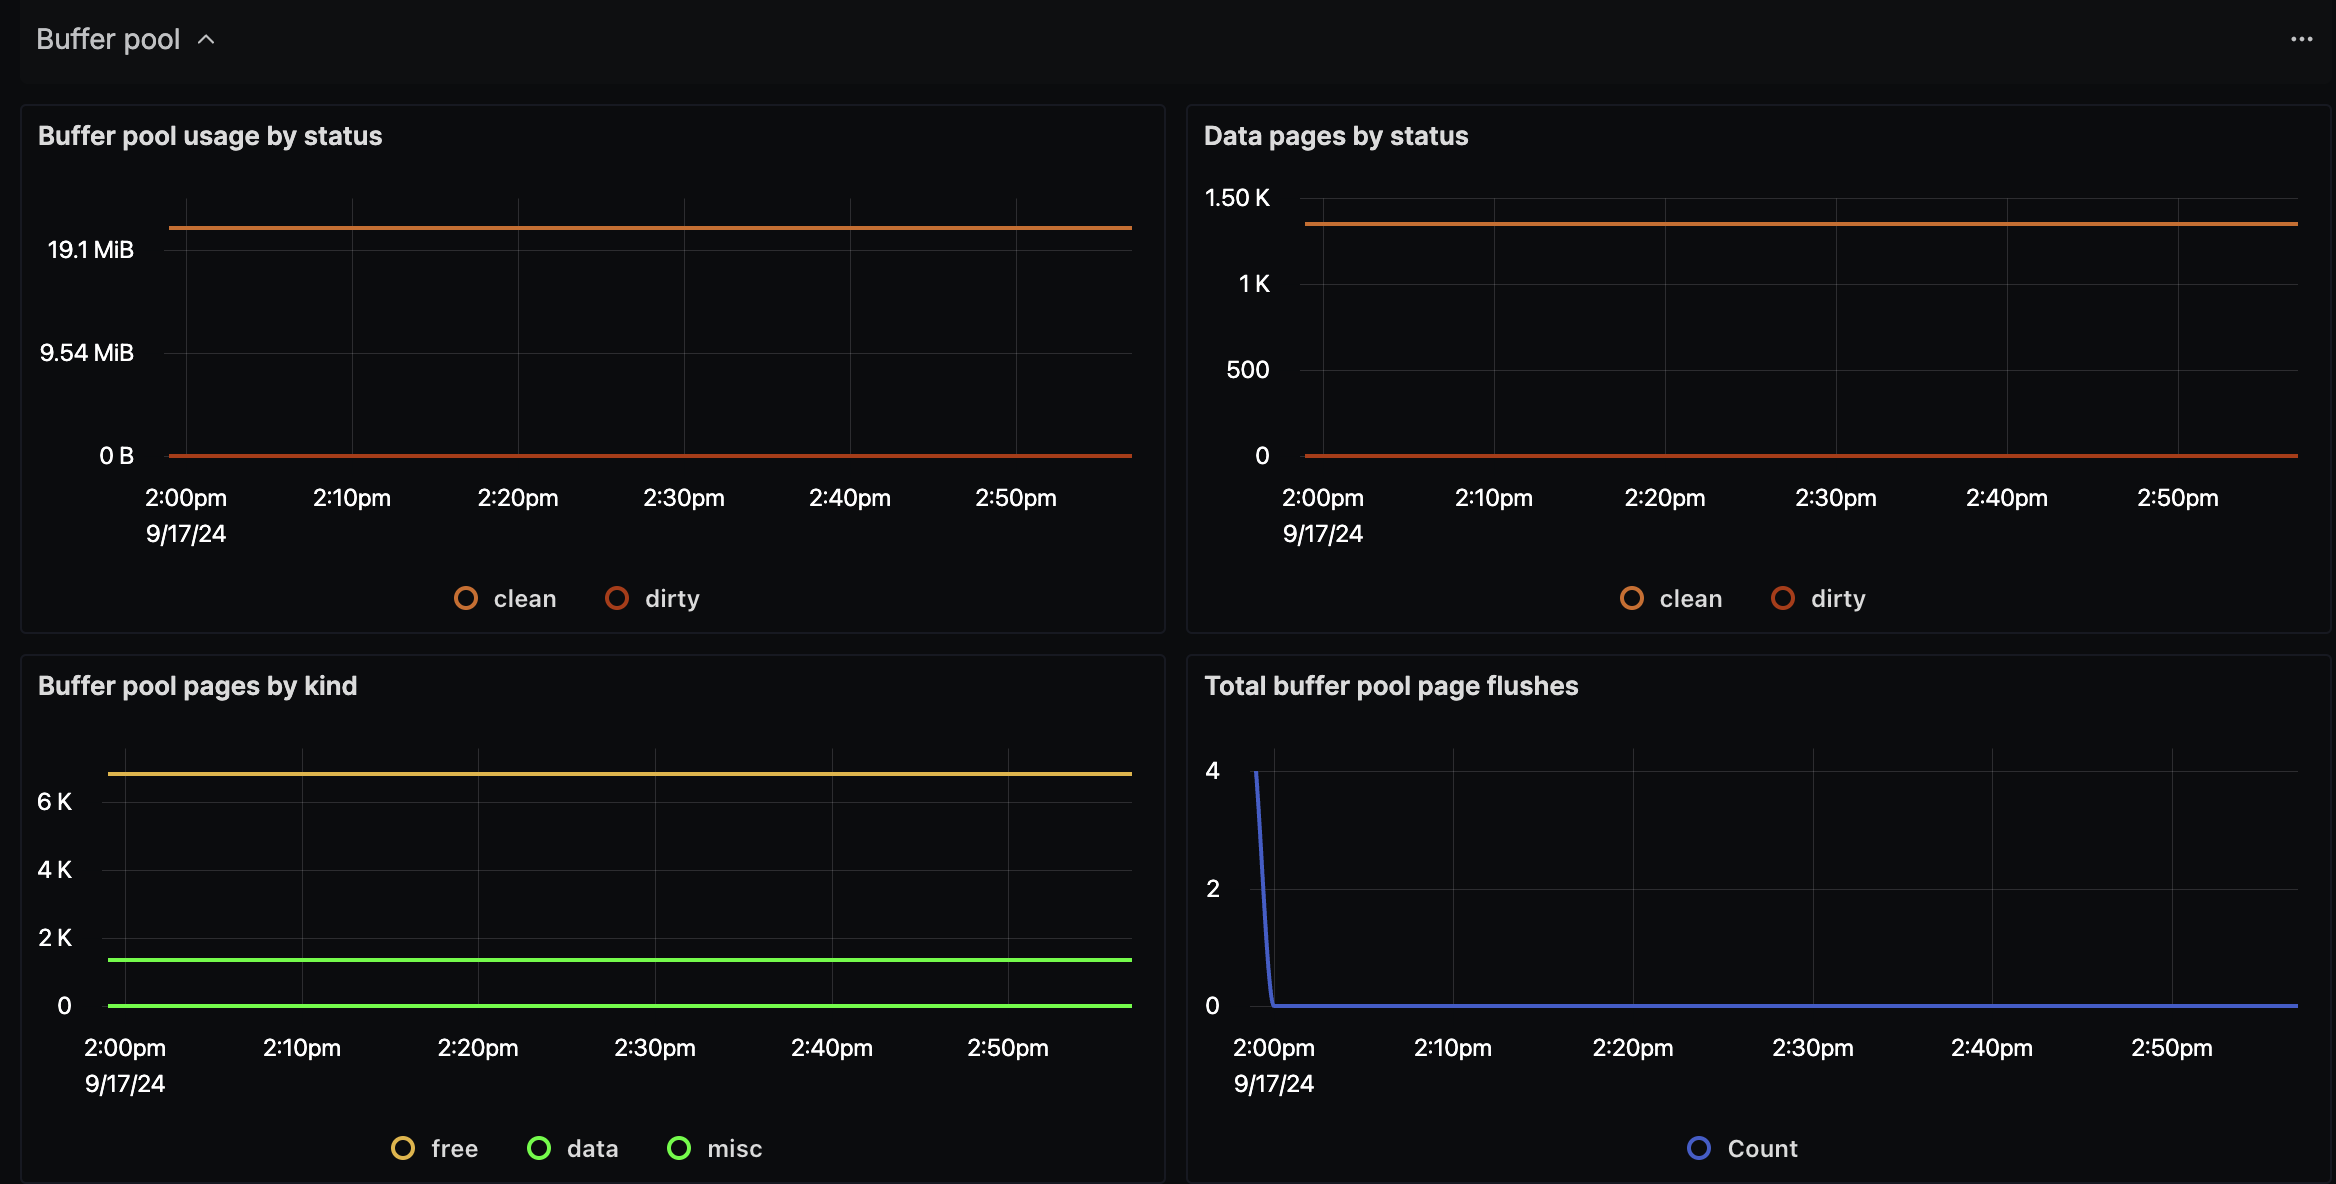 Buffer pool
Buffer pool usage by status
19.1 MiB
9.54 MiB
0 B
2:00pm 2:10pm 2:20pm 2:30pm 2:40pm 2:50pm
9/17/24
clean dirty
Data pages by status
1.50 K
1 K
500
0
2:00pm 2:10pm 2:20pm 2:30pm 2:40pm 2:50pm
9/17/24
clean dirty
Buffer pool pages by kind
6 K
4 K
2 K
0
2:00pm 2:10pm 2:20pm 2:30pm 2:40pm 2:50pm
9/17/24
free data misc
Total buffer pool page flushes
4
2
0
2:00pm 2:10pm 2:20pm 2:30pm 2:40pm 2:50pm
9/17/24
Count